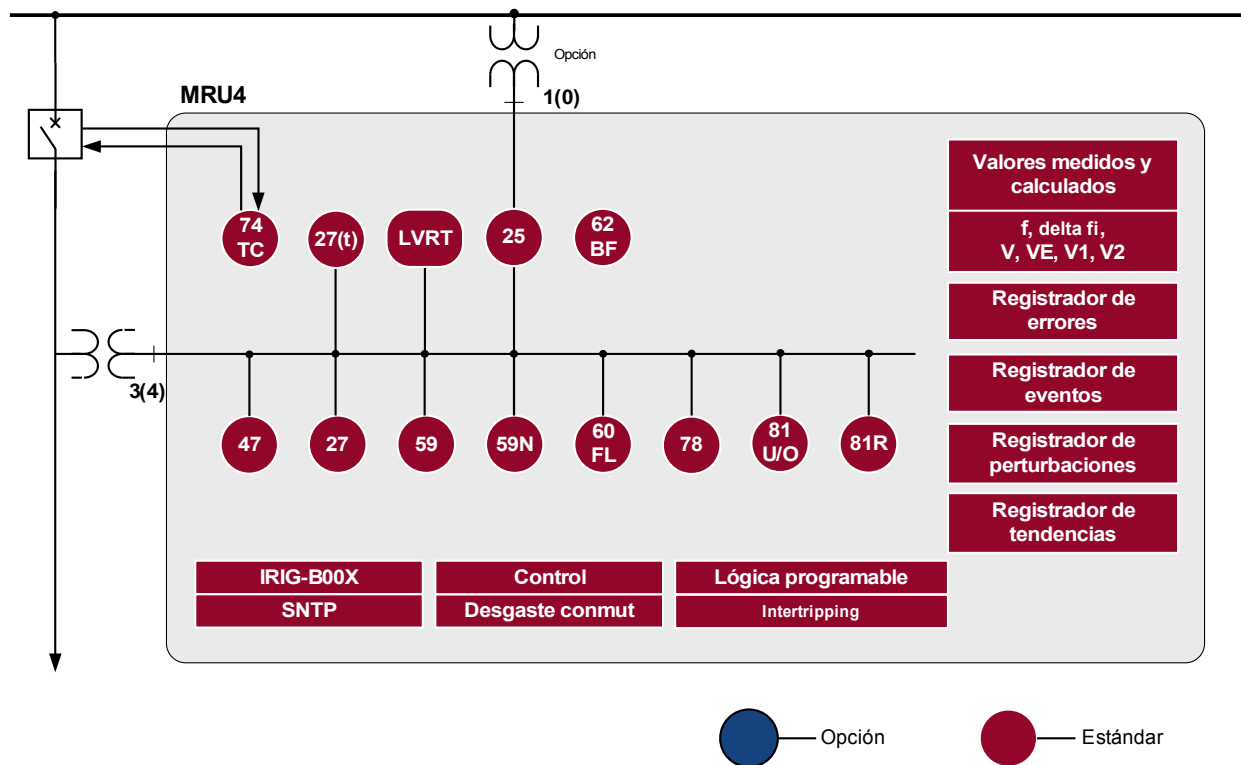 Opción
1(0)
MRU4
Valores medidos y
calculados
f, delta fi,
V, VE, V1, V2
74
TC
27(t)
LVRT
25
62
BF
Registrador de
errores
3(4)
Registrador de
eventos
47
27
59
59N
60
FL
78
81
U/O
81R
Registrador de
perturbaciones
Registrador de
tendencias
IRIG-B00X
Control
Lógica programable
SNTP
Desgaste conmut
Intertripping
Opción
Estándar